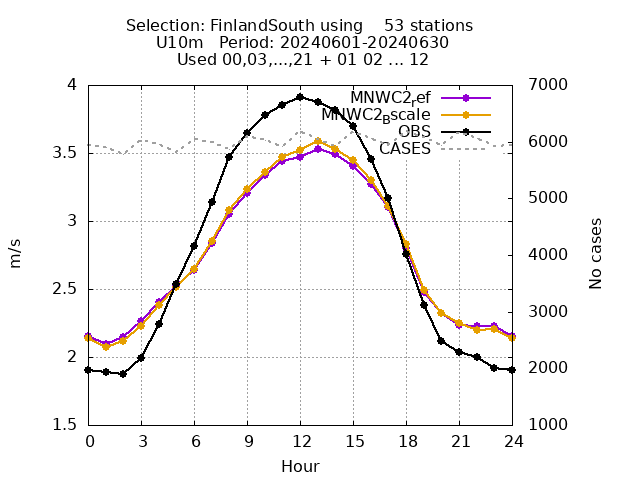 Selection: FinlandSouth using    53 stations
U10m   Period: 20240601-20240630
Used 00,03,...,21 + 01 02 ... 12
MNWC2_ref
MNWC2_Bscale
OBS
CASES
4
3.5
3
2.5
2
1.5
7000
6000
5000
4000
3000
2000
1000
m/s
No cases
0 3 6 9 12 15 18 21 24
Hour